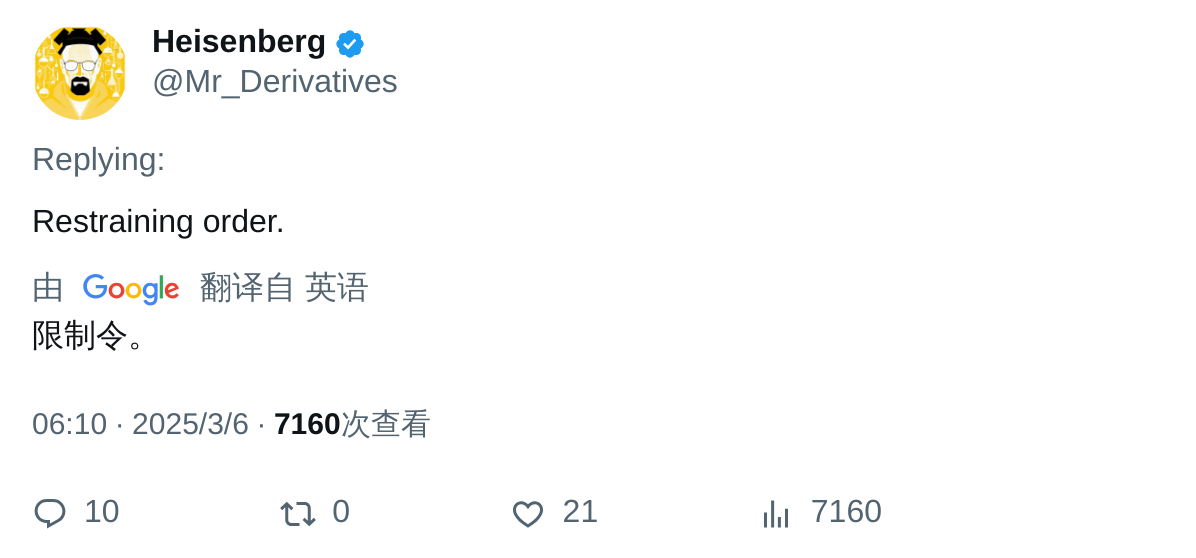 Heisenberg
@Mr_Derivatives
Replying:
Restraining order.
由 Google 翻译自 英语
限制令。
06:10 · 2025/3/6 · 7160次查看
10 0 21 7160